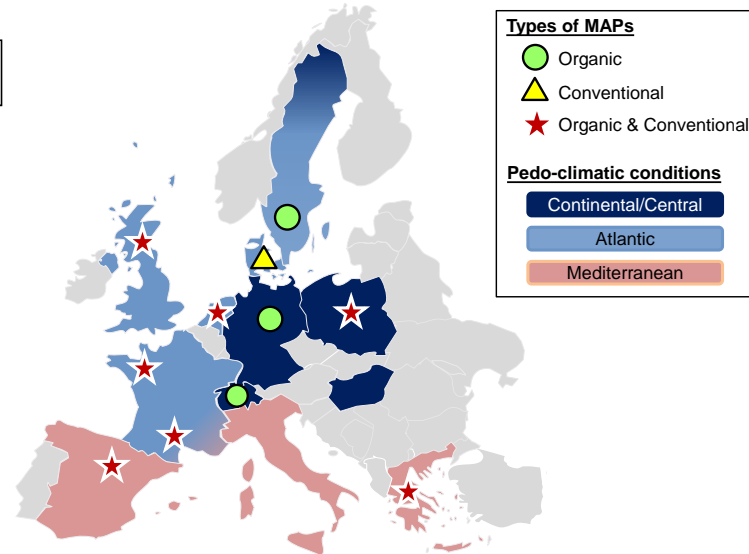 Types of MAPs
Organic
Conventional
Organic & Conventional
Pedo-climatic conditions
Continental/Central
Atlantic
Mediterranean